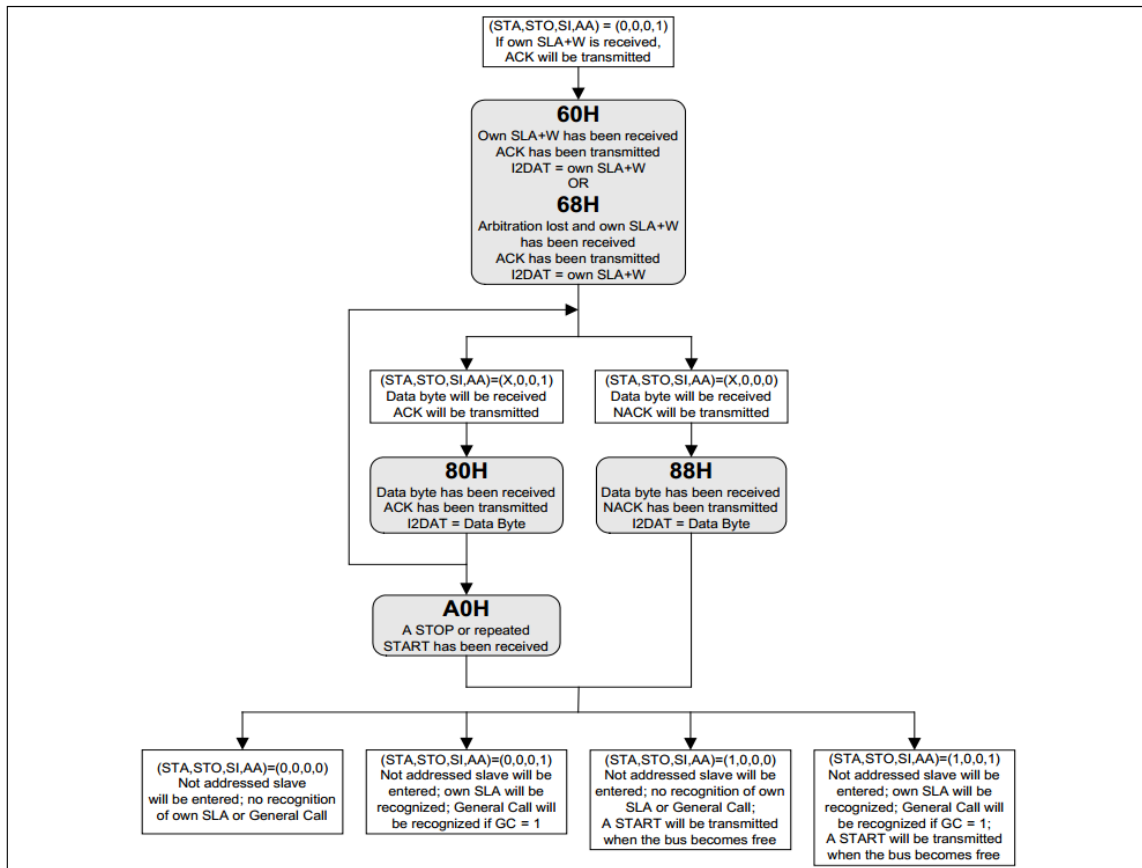 (STA,STO,SI,AA) = (0,0,0,1)
If own SLA+W is received,
ACK will be transmitted
60H
Own SLA+W has been received
ACK has been transmitted
I2DAT = own SLA+W
OR
68H
Arbitration lost and own SLA+W
has been received
ACK has been transmitted
I2DAT = own SLA+W
(STA,STO,SI,AA)=(X,0,0,1)
Data byte will be received
ACK will be transmitted
(STA,STO,SI,AA)=(X,0,0,0)
Data byte will be received
NACK will be transmitted
80H
Data byte has been received
ACK has been transmitted
I2DAT = Data Byte
88H
Data byte has been received
NACK has been transmitted
I2DAT = Data Byte
A0H
A STOP or repeated
START has been received
(STA,STO,SI,AA)=(0,0,0,0)
Not addressed slave
will be entered; no recognition
of own SLA or General Call
(STA,STO,SI,AA)=(0,0,0,1)
Not addressed slave will be
entered; own SLA will be
recognized; General Call will
be recognized if GC = 1
(STA,STO,SI,AA)=(1,0,0,0)
Not addressed slave will be
entered; no recognition of own
SLA or General Call;
A START will be transmitted
when the bus becomes free
(STA,STO,SI,AA)=(1,0,0,1)
Not addressed slave will be
entered; own SLA will be
recognized; General Call will
be recognized if GC = 1;
A START will be transmitted
when the bus becomes free